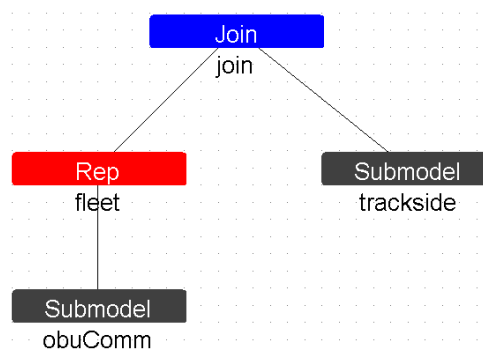 Join
join
Rep
fleet
Submodel
trackside
Submodel
obuComm